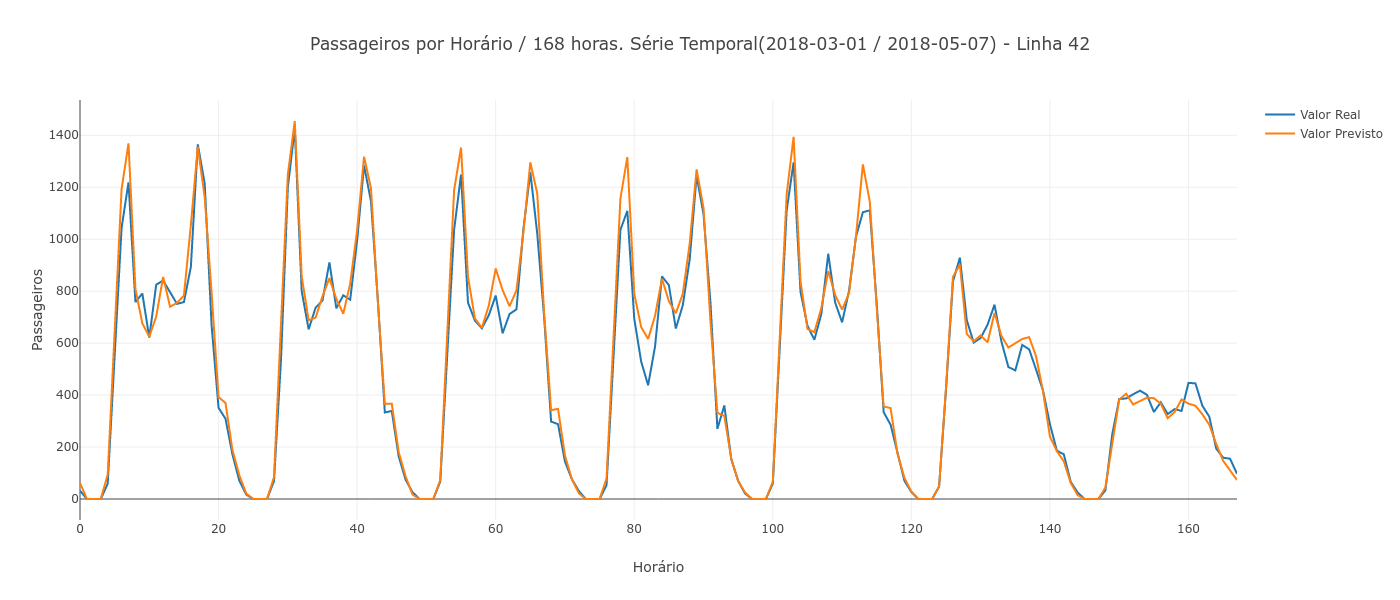 Passageiros por Horário / 168 horas. Série Temporal(2018-03-01 / 2018-05-07) - Linha 42
Valor Real
Valor Previsto
1400
1200
1000
800
600
400
200
0
Passageiros
0 20 40 60 80 100 120 140 160
Horário